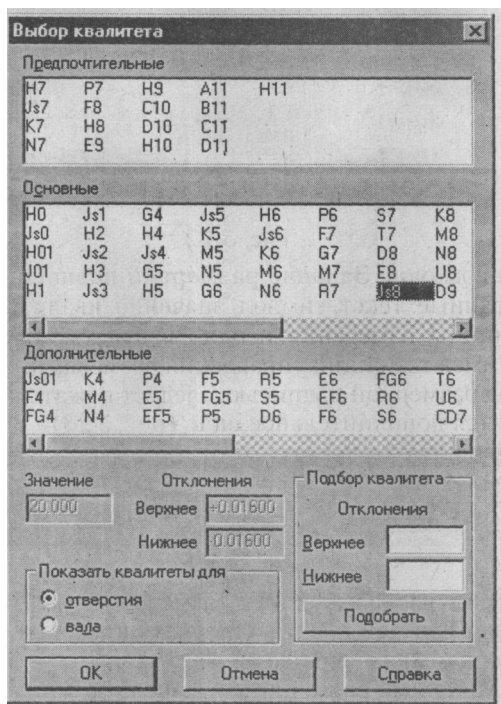 Выбор квалитета
Предпочтительные
H7 P7 H9 A11 H11
Js7 F8 C10 B11
K7 H8 D10 C11
N7 E9 H10 D11
Основные
H0 Js1 G4 Js5 H6 P6 S7 K8
Js0 H2 H4 K5 Js6 F7 T7 M8
H01 Js2 Js4 M5 K6 G7 D8 N8
J01 H3 G5 N5 M6 M7 E8 U8
H1 Js3 H5 G6 N6 R7 Js8 D9
Дополнительные
Js01 K4 P4 F5 R5 E6 FG6 T6
F4 M4 E5 FG5 S5 EF6 R6 U6
FG4 N4 EF5 P5 D6 F6 S6 CD7
Значение Отклонения
20.000 Верхнее +0.01600
Нижнее -0.01600
Показать квалитеты для
отверстия
вала
Подбор квалитета
Отклонения
Верхнее
Нижнее
Подобрать
OK Отмена Справка